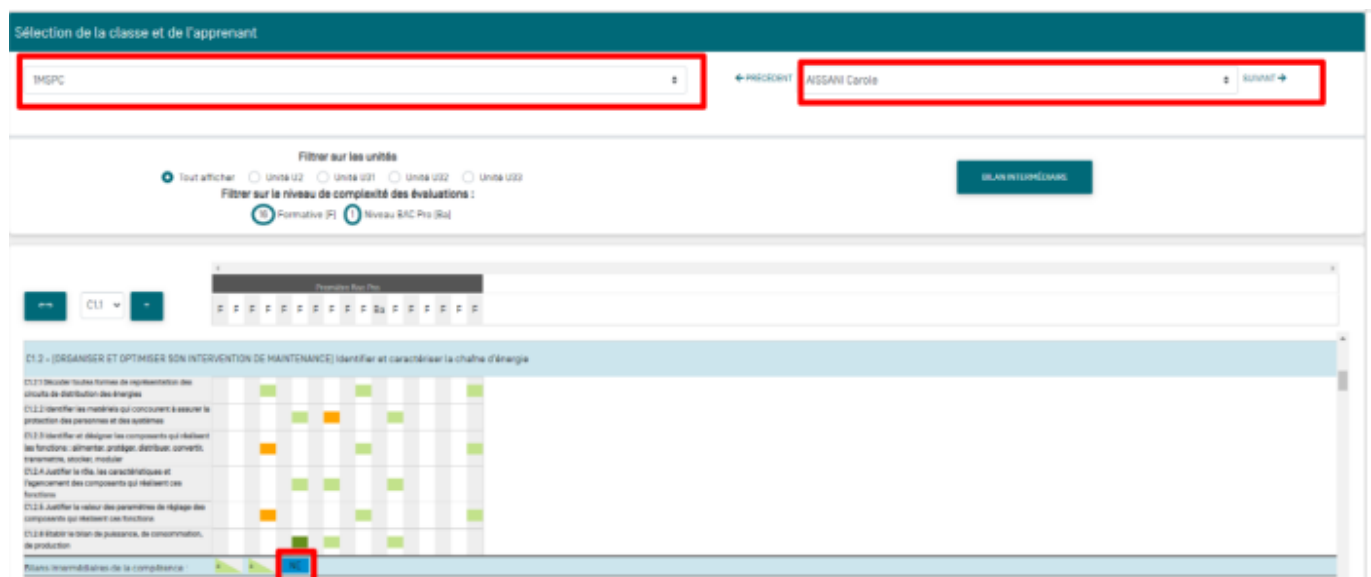 Sélection de la classe et de l'apprenant
1MSPC
← PRÉCÉDENT
AISSANI Carole
SUIVANT →
Filtrer sur les unités
Tout afficher Unité U2 Unité U31 Unité U32 Unité U33
Filtrer sur le niveau de complexité des évaluations :
16 Formative [F] 1 Niveau BAC Pro [Ba]
BILAN INTERMÉDIAIRE
Première Bac Pro
C1.1
F F F F F F F F F F Ba F F F F F F
C1.2 - [ORGANISER ET OPTIMISER SON INTERVENTION DE MAINTENANCE] Identifier et caractériser la chaîne d'énergie
C1.2.1 Décoder toutes formes de représentation des
circuits de distribution des énergies
C1.2.2 Identifier les matériels qui concourent à assurer la
protection des personnes et des systèmes
C1.2.3 Identifier et désigner les composants qui réalisent
les fonctions : alimenter, protéger, distribuer, convertir,
transmettre, stocker, moduler
C1.2.4 Justifier le rôle, les caractéristiques et
l'agencement des composants qui réalisent ces
fonctions
C1.2.5 Justifier la valeur des paramètres de réglage des
composants qui réalisent ces fonctions
C1.2.6 Établir le bilan de puissance, de consommation,
de production
Bilans intermédiaires de la compétence :